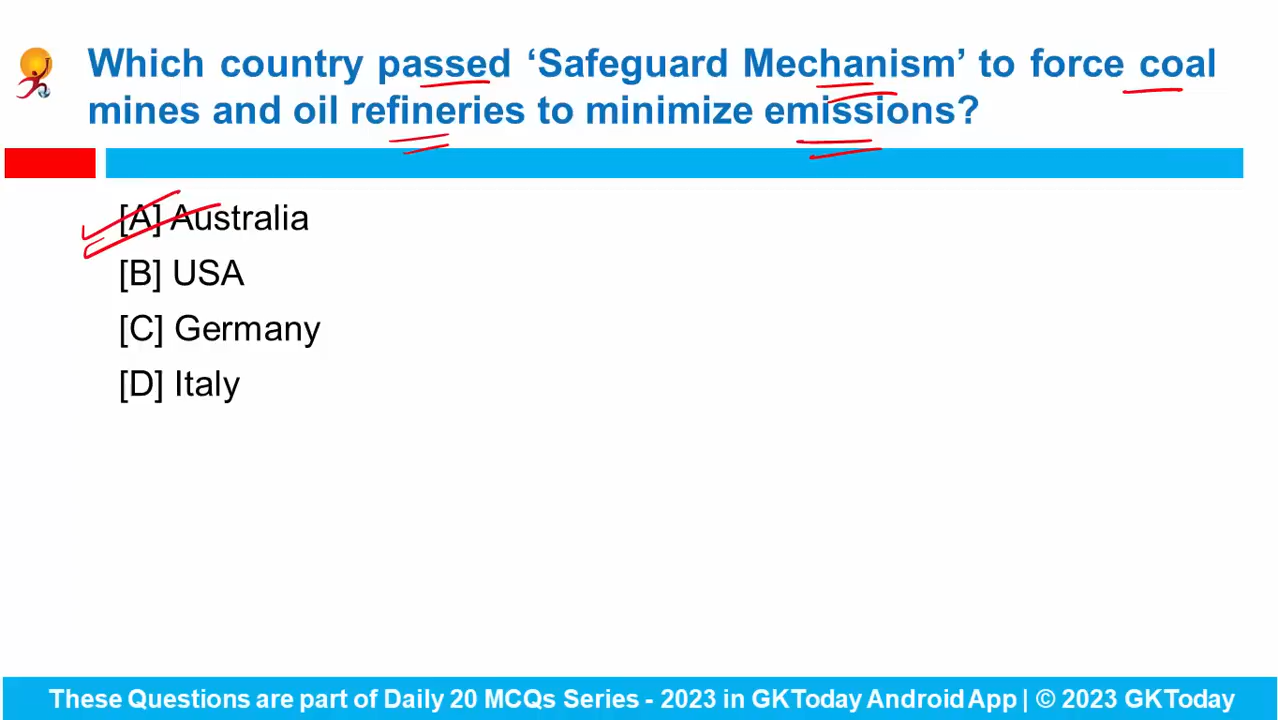 Which country passed ‘Safeguard Mechanism’ to force coal
mines and oil refineries to minimize emissions?
[A] Australia
[B] USA
[C] Germany
[D] Italy
These Questions are part of Daily 20 MCQs Series - 2023 in GKToday Android App | © 2023 GKToday